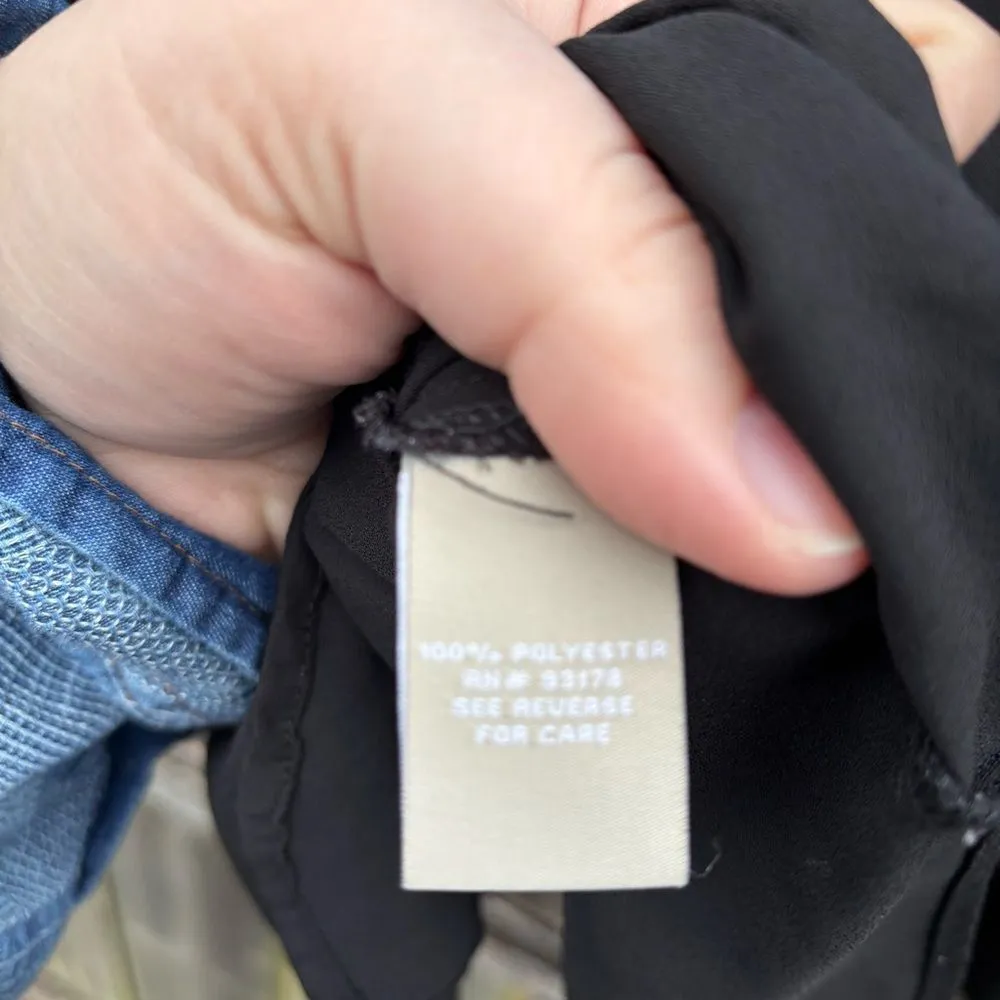 100% POLYESTER
RN# 93178
SEE REVERSE
FOR CARE